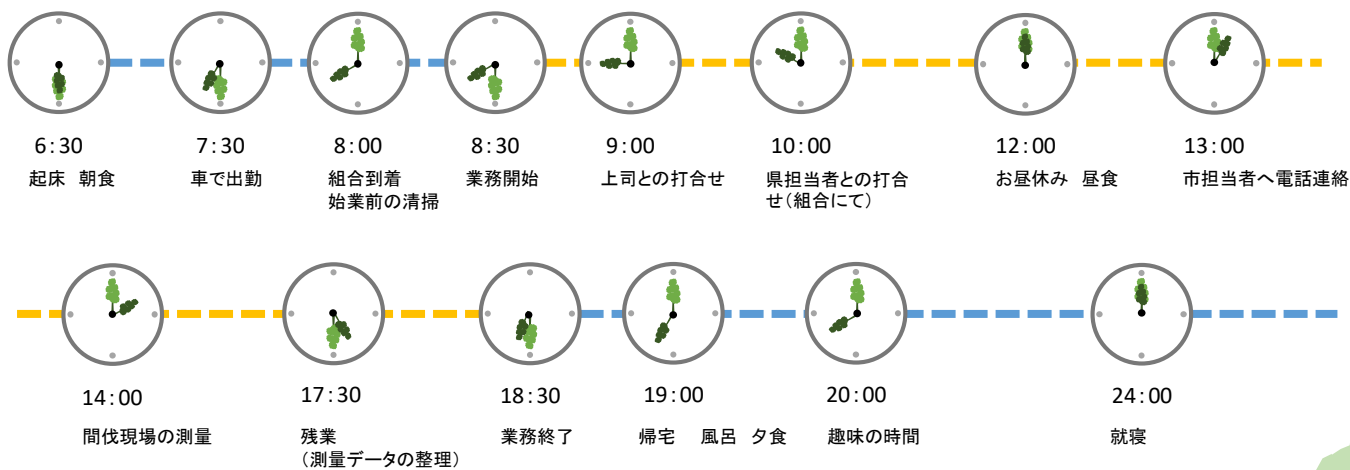 6:30
起床 朝食
7:30
車で出勤
8:00
組合到着
始業前の清掃
8:30
業務開始
9:00
上司との打合せ
10:00
県担当者との打合
せ(組合にて)
12:00
お昼休み 昼食
13:00
市担当者へ電話連絡
14:00
間伐現場の測量
17:30
残業
(測量データの整理)
18:30
業務終了
19:00
帰宅 風呂 夕食
20:00
趣味の時間
24:00
就寝